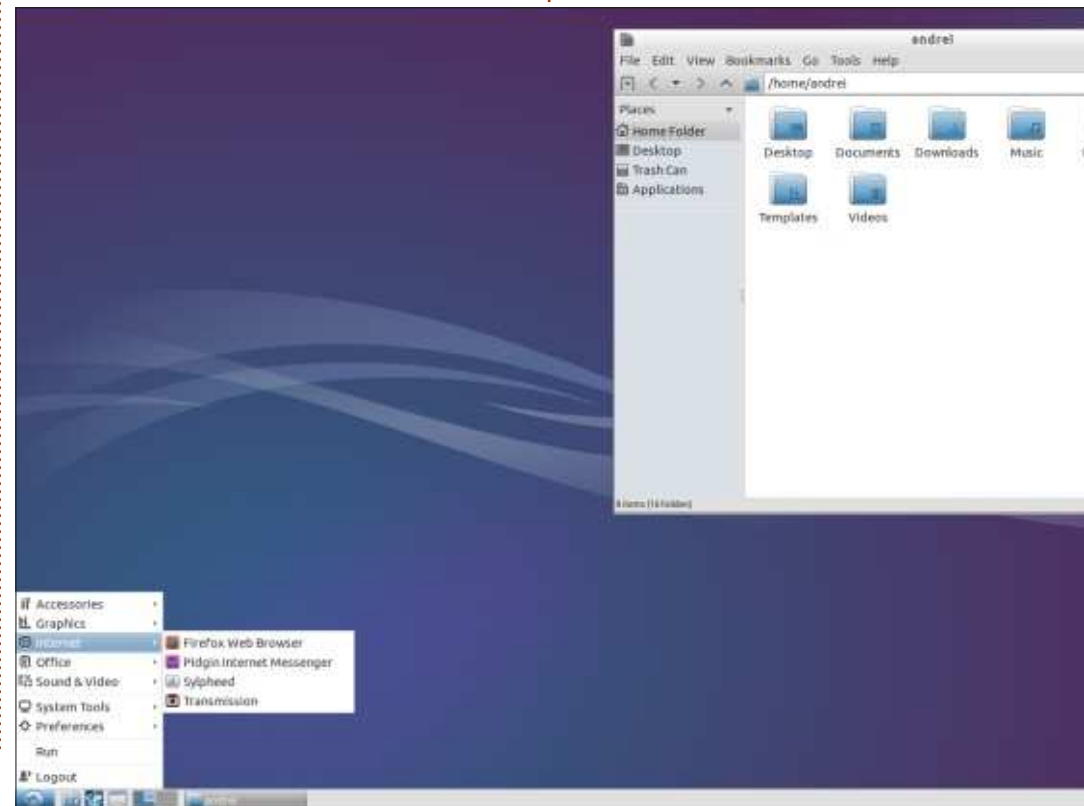 andrei
File Edit View Bookmarks Go Tools Help
/home/andrei
Places
Home Folder
Desktop
Trash Can
Applications
Desktop Documents Downloads Music
Templates Videos
Accessories
Graphics
Internet
Office
Sound & Video
System Tools
Preferences
Run
Logout
Firefox Web Browser
Pidgin Internet Messenger
Sylpheed
Transmission
andrei